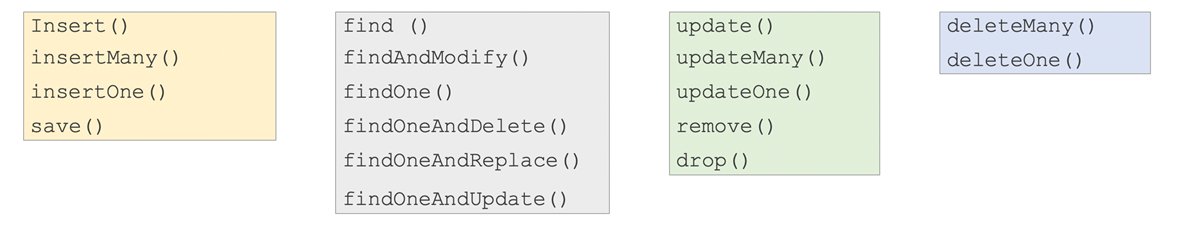 Insert()
insertMany()
insertOne()
save()
find ()
findAndModify()
findOne()
findOneAndDelete()
findOneAndReplace()
findOneAndUpdate()
update()
updateMany()
updateOne()
remove()
drop()
deleteMany()
deleteOne()